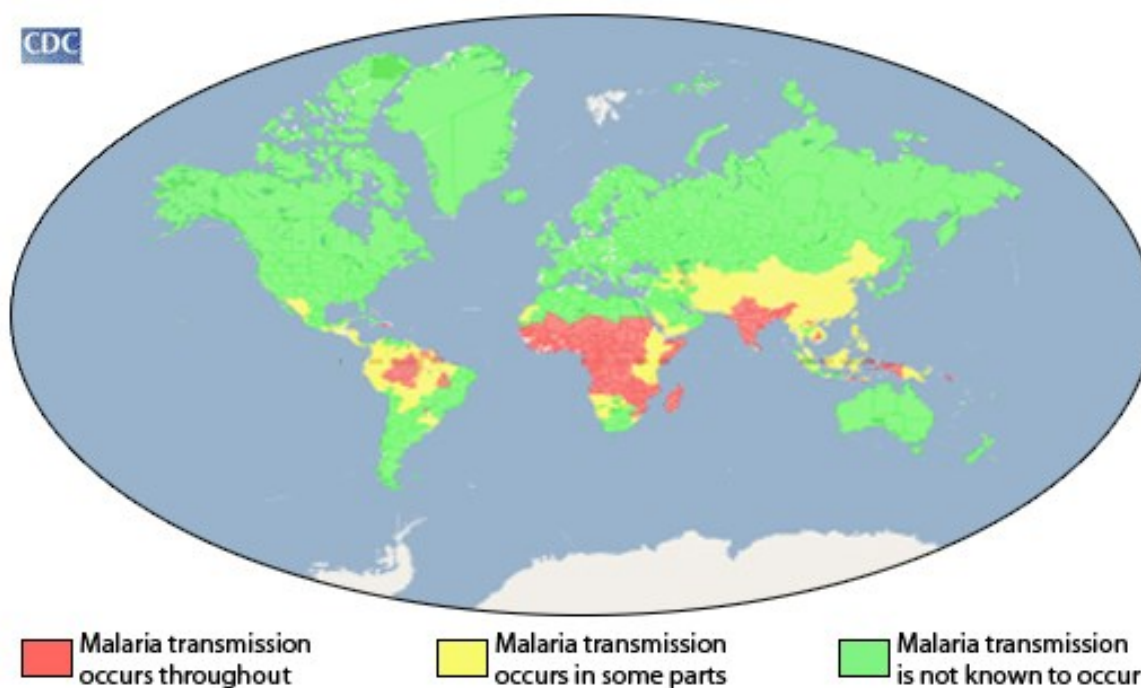 CDC
Malaria transmission
occurs throughout
Malaria transmission
occurs in some parts
Malaria transmission
is not known to occur